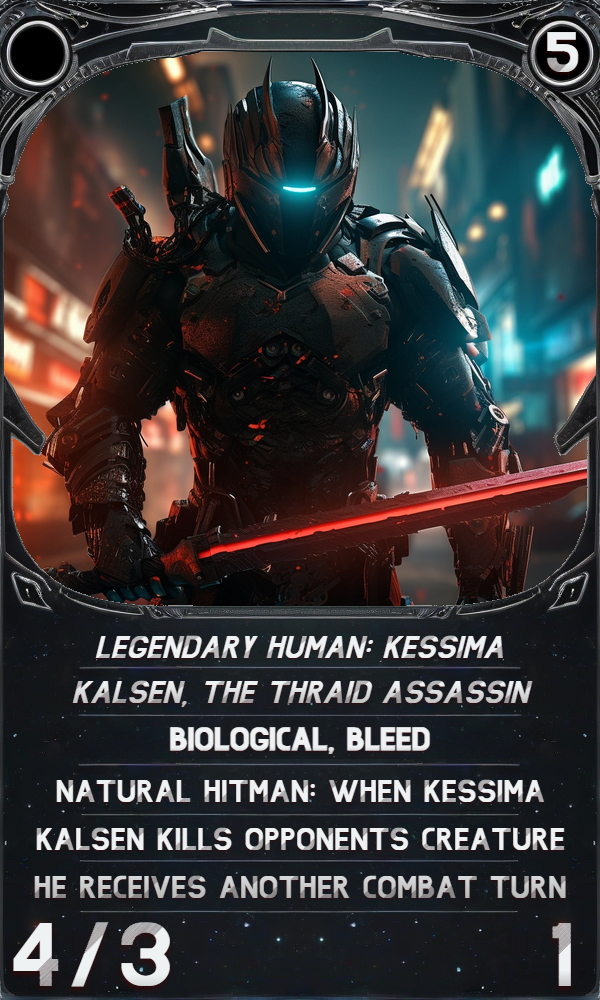 5
LEGENDARY HUMAN: KESSIMA
KALSEN, THE THRAID ASSASSIN
BIOLOGICAL, BLEED
NATURAL HITMAN: WHEN KESSIMA
KALSEN KILLS OPPONENTS CREATURE
HE RECEIVES ANOTHER COMBAT TURN
4/3
1